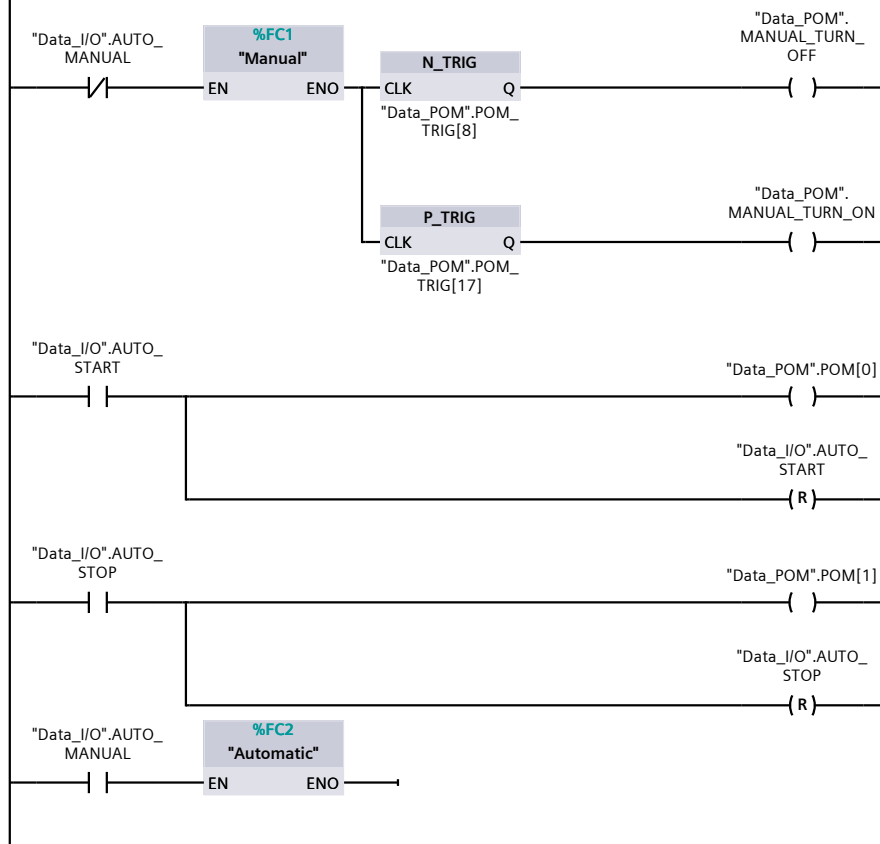 "Data_I/O".AUTO_
MANUAL
%FC1
"Manual"
EN ENO
N_TRIG
CLK Q
"Data_POM".POM_
TRIG[8]
"Data_POM".
MANUAL_TURN_
OFF
P_TRIG
CLK Q
"Data_POM".POM_
TRIG[17]
"Data_POM".
MANUAL_TURN_ON
"Data_I/O".AUTO_
START
"Data_POM".POM[0]
"Data_I/O".AUTO_
START
R
"Data_I/O".AUTO_
STOP
"Data_POM".POM[1]
"Data_I/O".AUTO_
STOP
R
"Data_I/O".AUTO_
MANUAL
%FC2
"Automatic"
EN ENO